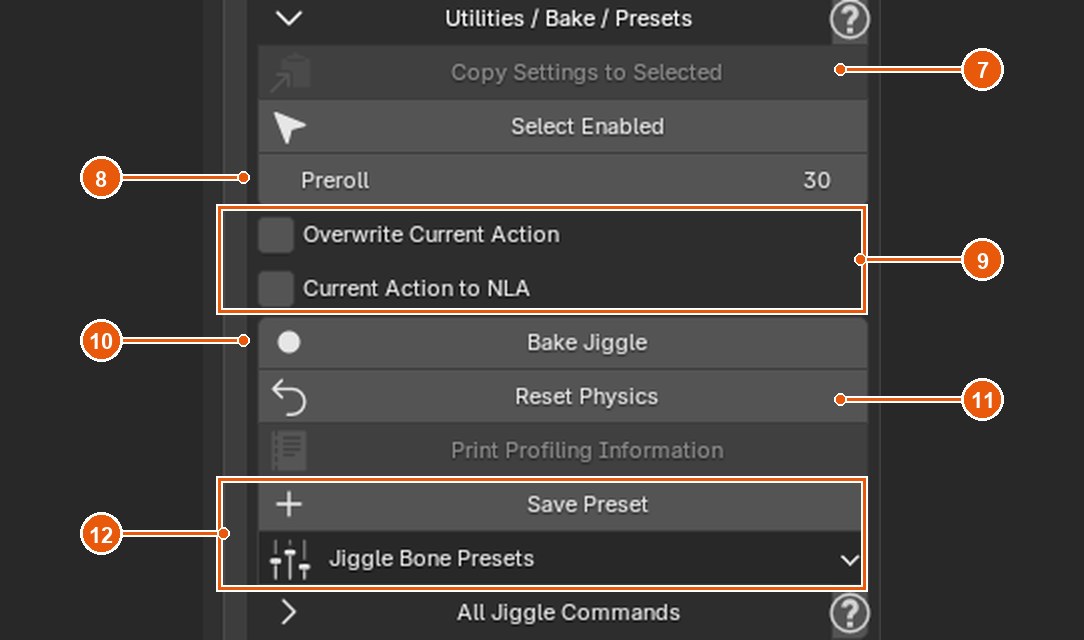 Utilities / Bake / Presets ?
Copy Settings to Selected 7
Select Enabled
8 Preroll 30
Overwrite Current Action
9
Current Action to NLA
10 Bake Jiggle
Reset Physics 11
Print Profiling Information
Save Preset
12
Jiggle Bone Presets
All Jiggle Commands ?